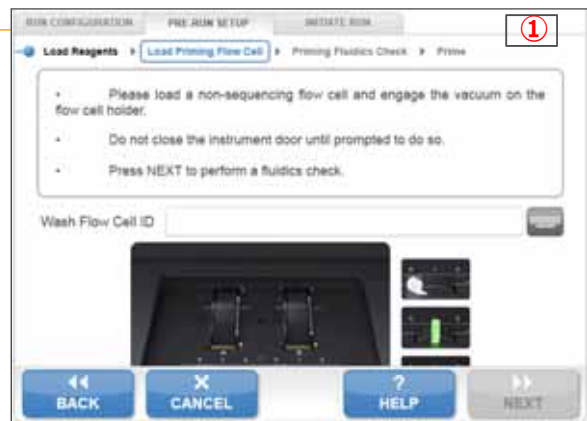 RUN CONFIGURATION PRE-RUN SETUP INITIATE RUN
①
Load Reagents Load Priming Flow Cell Priming Fluidics Check Prime
• Please load a non-sequencing flow cell and engage the vacuum on the
flow cell holder.
• Do not close the instrument door until prompted to do so.
• Press NEXT to perform a fluidics check.
Wash Flow Cell ID
BACK CANCEL ? HELP NEXT